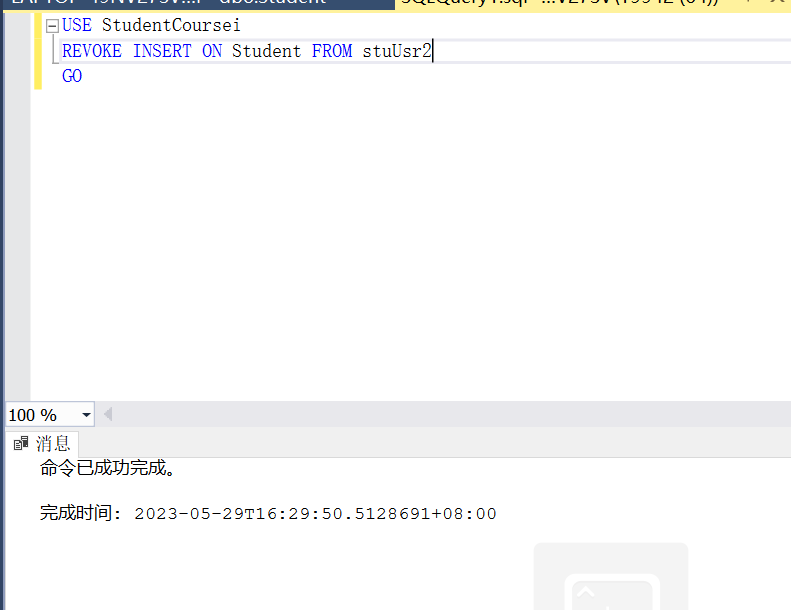 USE StudentCoursei
REVOKE INSERT ON Student FROM stuUsr2
GO
100 %
消息
命令已成功完成。
完成时间: 2023-05-29T16:29:50.5128691+08:00